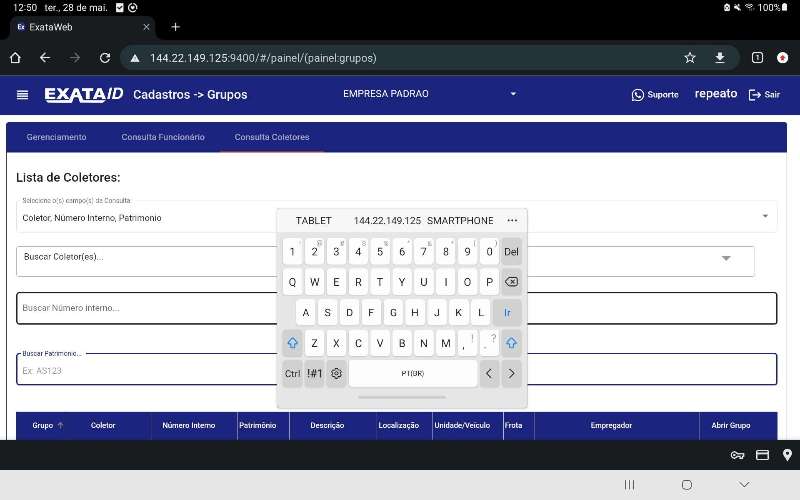 12:50 ter., 28 de mai.
100%
Ex ExataWeb
144.22.149.125:9400/#/painel/(painel:grupos)
1
EXATAID Cadastros -> Grupos EMPRESA PADRAO Suporte repeato Sair
Gerenciamento Consulta Funcionário Consulta Coletores
Lista de Coletores:
Selecione o(s) campo(s) da Consulta
Coletor, Número Interno, Patrimonio
Buscar Coletor(es)...
Buscar Número interno...
Buscar Patrimonio...
Ex: AS123
TABLET 144.22.149.125 SMARTPHONE ...
1 2 3 4 5 6 7 8 9 0 Del
Q W E R T Y U I O P
A S D F G H J K L Ir
Z X C V B N M , ! . ?
Ctrl !#1 PT(BR) < >
Grupo Coletor Número Interno Patrimônio Descrição Localização Unidade/Veículo Frota Empregador Abrir Grupo